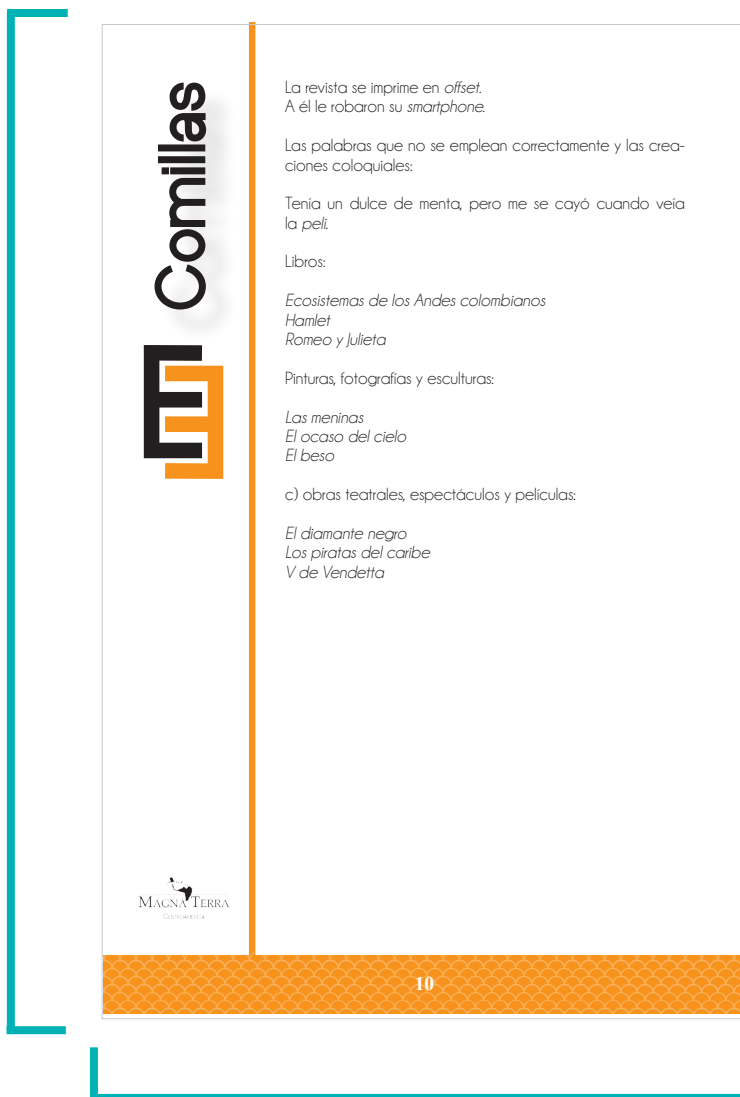 Comillas
La revista se imprime en offset.
A él le robaron su smartphone.
Las palabras que no se emplean correctamente y las crea-
ciones coloquiales:
Tenía un dulce de menta, pero me se cayó cuando veía
la peli.
Libros:
Ecosistemas de los Andes colombianos
Hamlet
Romeo y Julieta
Pinturas, fotografías y esculturas:
Las meninas
El ocaso del cielo
El beso
c) obras teatrales, espectáculos y películas:
El diamante negro
Los piratas del caribe
V de Vendetta
MAGNA TERRA
CENTROAMÉRICA
10